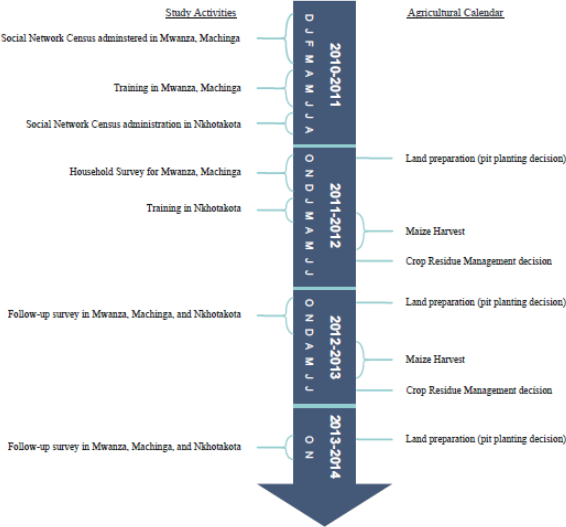 Study Activities
Agricultural Calendar
Social Network Census adminstered in Mwanza, Machinga
Training in Mwanza, Machinga
Social Network Census administration in Nkhotakota
D J F M A M J J A
2010-2011
Land preparation (pit planting decision)
Household Survey for Mwanza, Machinga
Training in Nkhotakota
O N D J M A M J J
2011-2012
Maize Harvest
Crop Residue Management decision
Land preparation (pit planting decision)
Follow-up survey in Mwanza, Machinga, and Nkhotakota
O N D A M J J
2012-2013
Maize Harvest
Crop Residue Management decision
Land preparation (pit planting decision)
Follow-up survey in Mwanza, Machinga, and Nkhotakota
O N
2013-2014